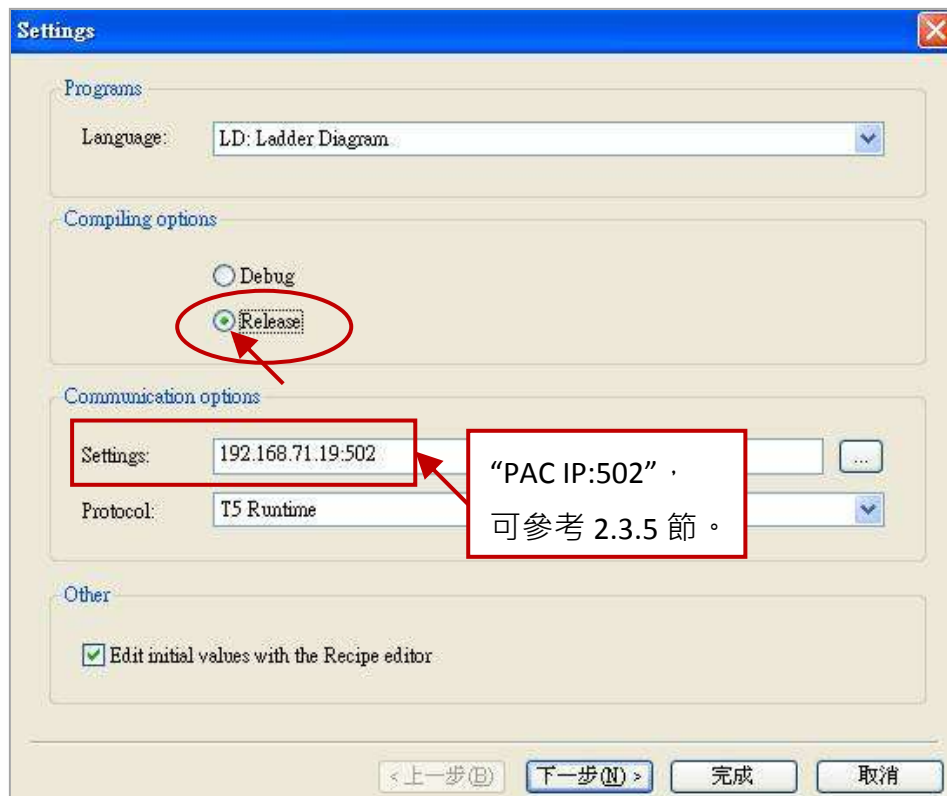 Settings
Programs
Language: LD: Ladder Diagram
Compiling options
Debug
Release
Communication options
Settings: 192.168.71.19:502 ...
“PAC IP:502”，
可參考 2.3.5 節。
Protocol: T5 Runtime
Other
Edit initial values with the Recipe editor
<上一步(B) 下一步(N)> 完成 取消